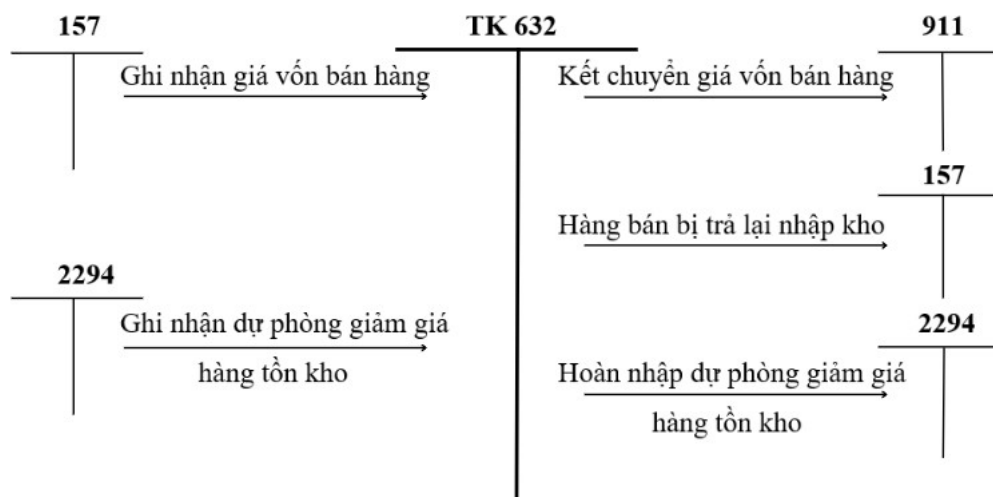 157
TK 632
911
Ghi nhận giá vốn bán hàng
Kết chuyển giá vốn bán hàng
157
Hàng bán bị trả lại nhập kho
2294
Ghi nhận dự phòng giảm giá
hàng tồn kho
2294
Hoàn nhập dự phòng giảm giá
hàng tồn kho